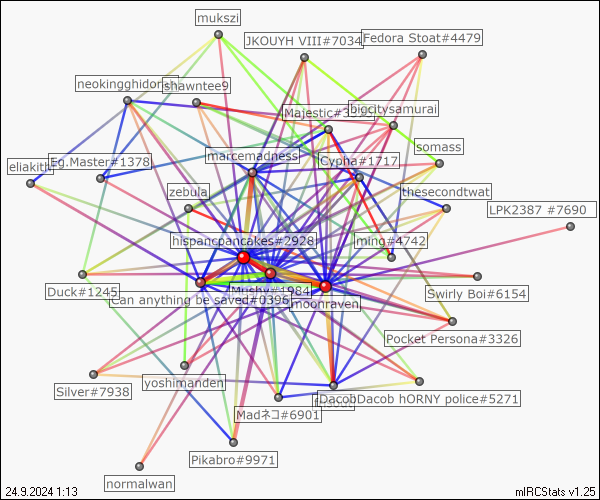 mukszi
JKOUYH VIII#7034
Fedora Stoat#4479
neokingghidorah
shawntee9
Majestic#3
bigcitysamurai
somass
eliakith
Eg.Master#1378
marcemadness
Cypha#1717
zebula
thesecondtwat
LPK2387 #7690
hispancpancakes#2928
ming#4742
Duck#1245
Mushy#1984
Can anything be saved#0396
moonraven
Swirly Boi#6154
Pocket Persona#3326
Silver#7938
yoshimanden
DacobDacob hORNY police#5271
Madネコ#6901
Pikabro#9971
normalwan
24.9.2024 1:13
mIRCStats v1.25